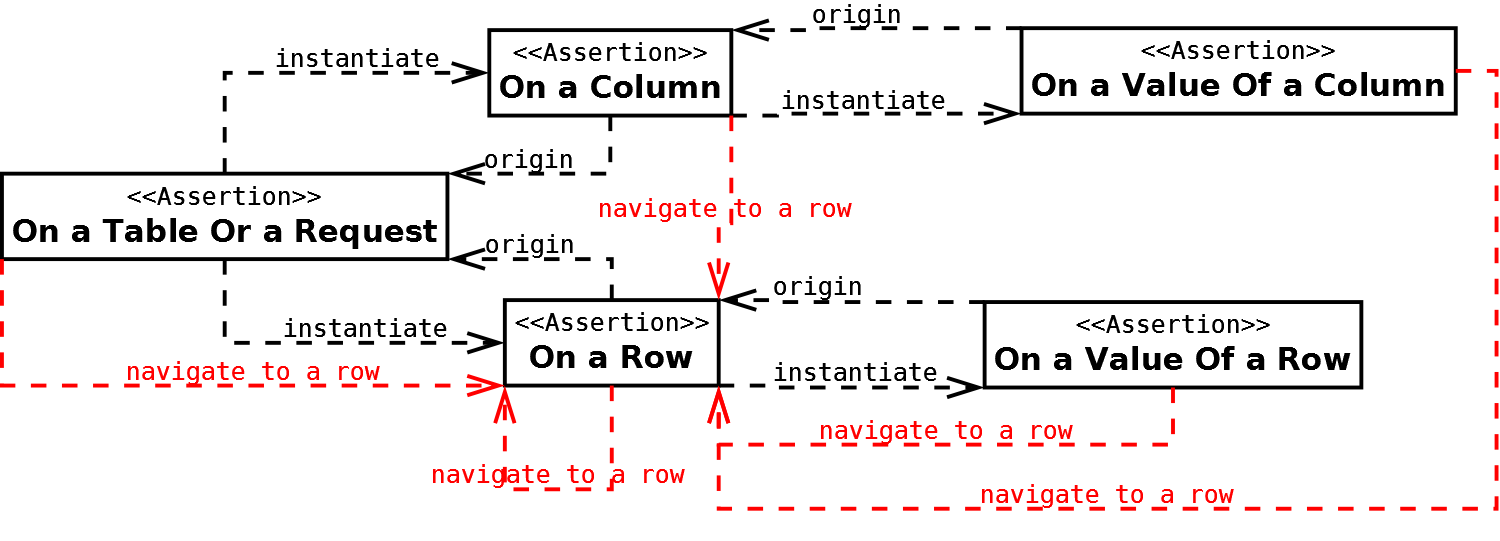 origin
<<Assertion>>
On a Column
<<Assertion>>
On a Value Of a Column
instantiate
instantiate
origin
<<Assertion>>
On a Table Or a Request
navigate to a row
origin
origin
<<Assertion>>
On a Row
<<Assertion>>
On a Value Of a Row
instantiate
navigate to a row
instantiate
navigate to a row
navigate to a row
navigate to a row